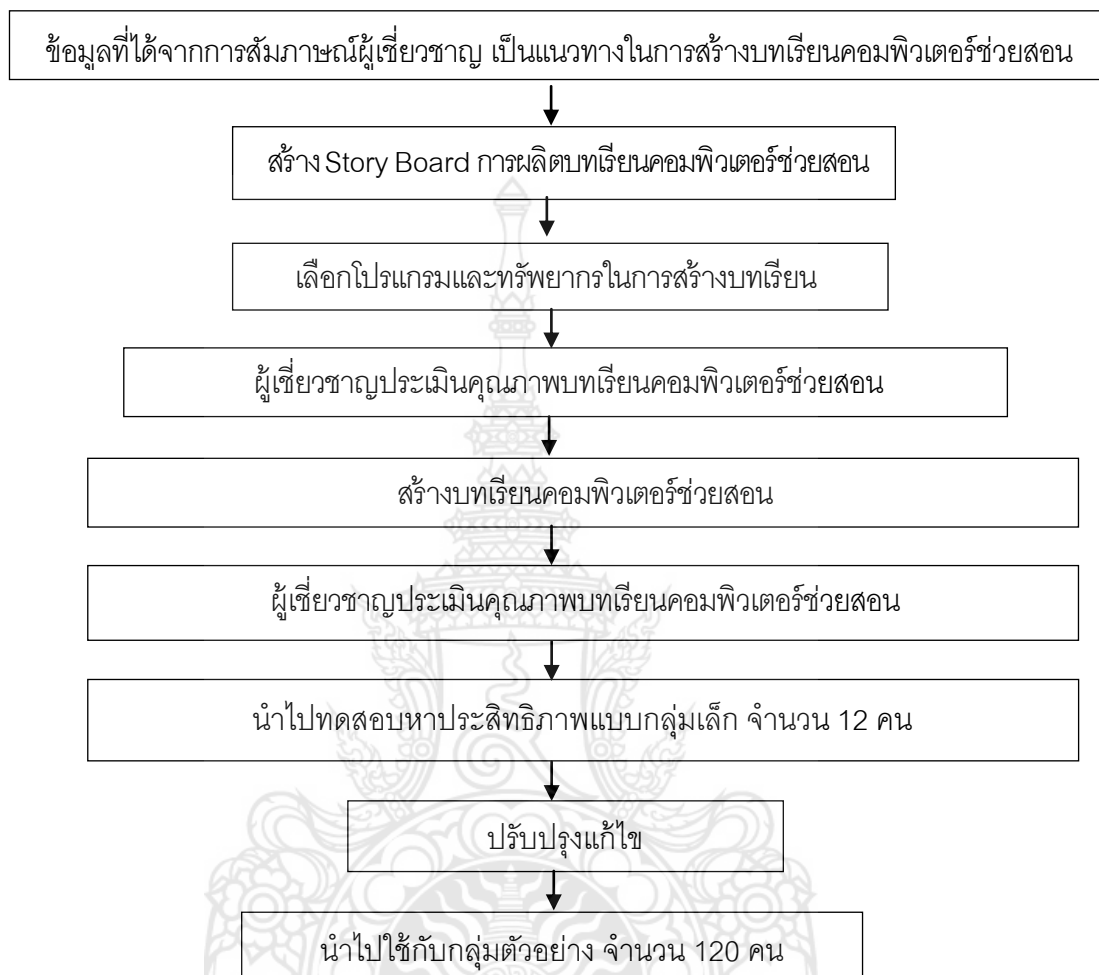 ข้อมูลที่ได้จากการสัมภาษณ์ผู้เชี่ยวชาญ เป็นแนวทางในการสร้างบทเรียนคอมพิวเตอร์ช่วยสอน
สร้าง Story Board การผลิตบทเรียนคอมพิวเตอร์ช่วยสอน
เลือกโปรแกรมและทรัพยากรในการสร้างบทเรียน
ผู้เชี่ยวชาญประเมินคุณภาพบทเรียนคอมพิวเตอร์ช่วยสอน
สร้างบทเรียนคอมพิวเตอร์ช่วยสอน
ผู้เชี่ยวชาญประเมินคุณภาพบทเรียนคอมพิวเตอร์ช่วยสอน
นำไปทดสอบหาประสิทธิภาพแบบกลุ่มเล็ก จำนวน 12 คน
ปรับปรุงแก้ไข
นำไปใช้กับกลุ่มตัวอย่าง จำนวน 120 คน